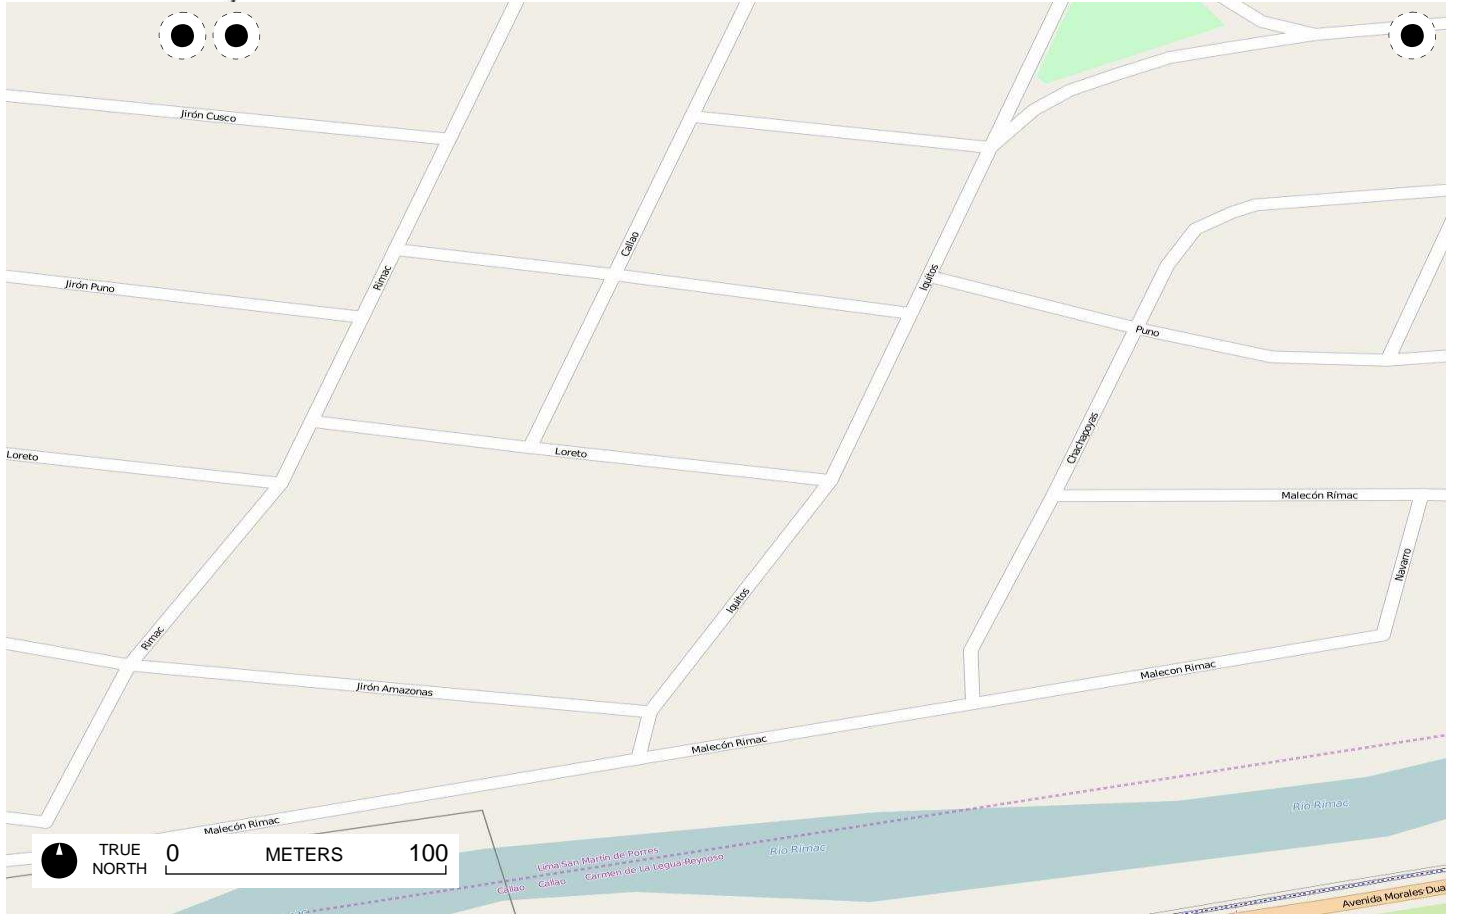 Jirón Cusco
Callao
Iquitos
Rimac
Jirón Puno
Puno
Chachapoyas
Loreto
Loreto
Malecón Rímac
Navarro
Iquitos
Rimac
Malecon Rimac
Jirón Amazonas
Malecón Rimac
Río Rímac
Malecón Rimac
Río Rimac
Lima San Martín de Porres
Callao Callao Carmen de La Legua-Reynoso
TRUE
NORTH
0 METERS 100
Avenida Morales Dua